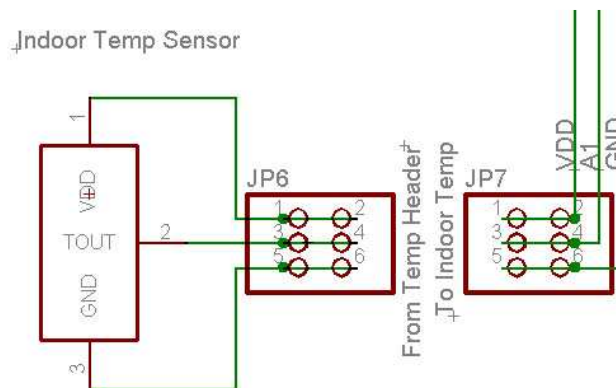 Indoor Temp Sensor
1
VDD
TOUT
2
GND
3
JP6
1
2
3
4
5
6
From Temp Header
To Indoor Temp
JP7
1
2
3
4
5
6
VDD
A1
GND